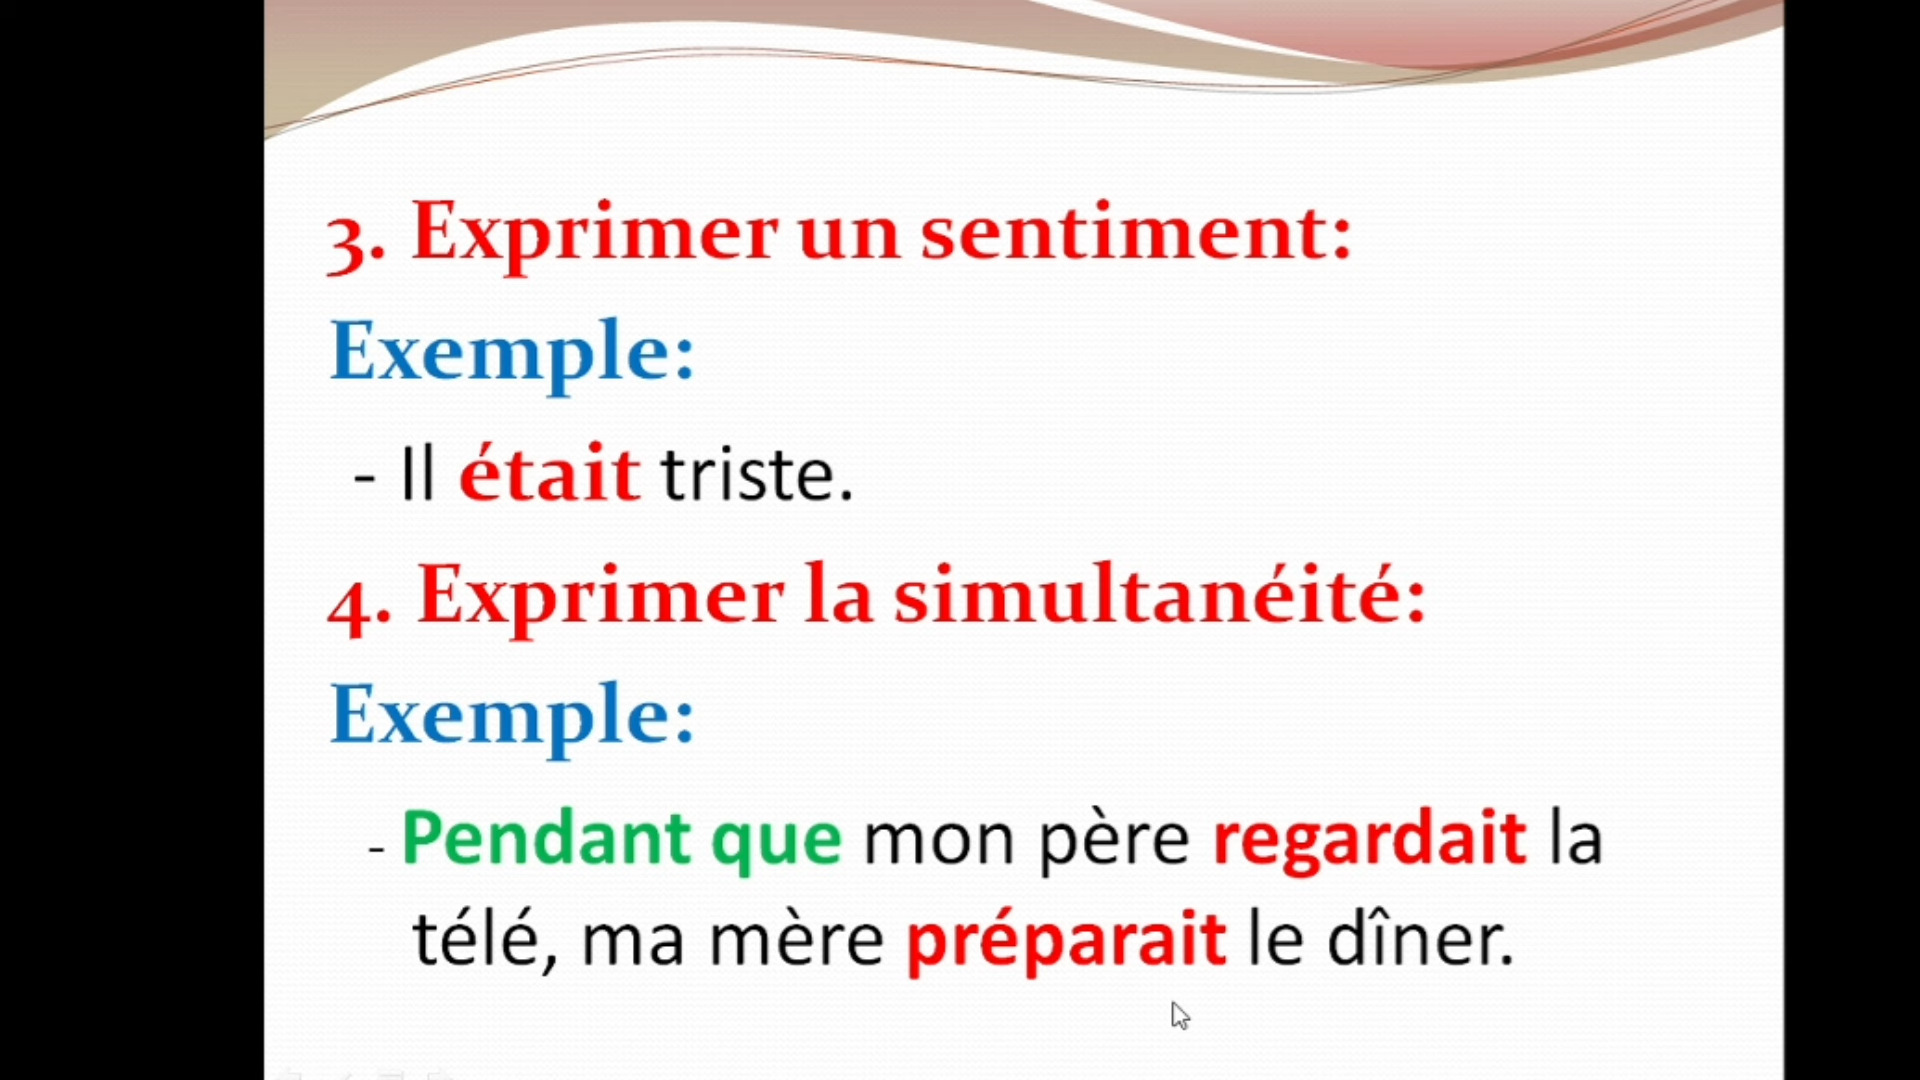 3. Exprimer un sentiment:
Exemple:
- Il était triste.
4. Exprimer la simultanéité:
Exemple:
- Pendant que mon père regardait la
télé, ma mère préparait le dîner.